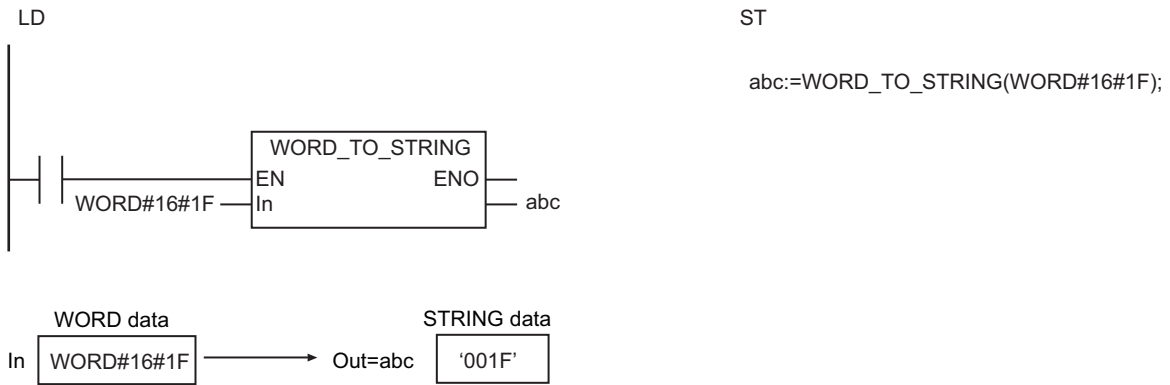 LD
ST
abc:=WORD_TO_STRING(WORD#16#1F);
WORD_TO_STRING
EN ENO
WORD#16#1F In abc
WORD data STRING data
In WORD#16#1F Out=abc ‘001F’